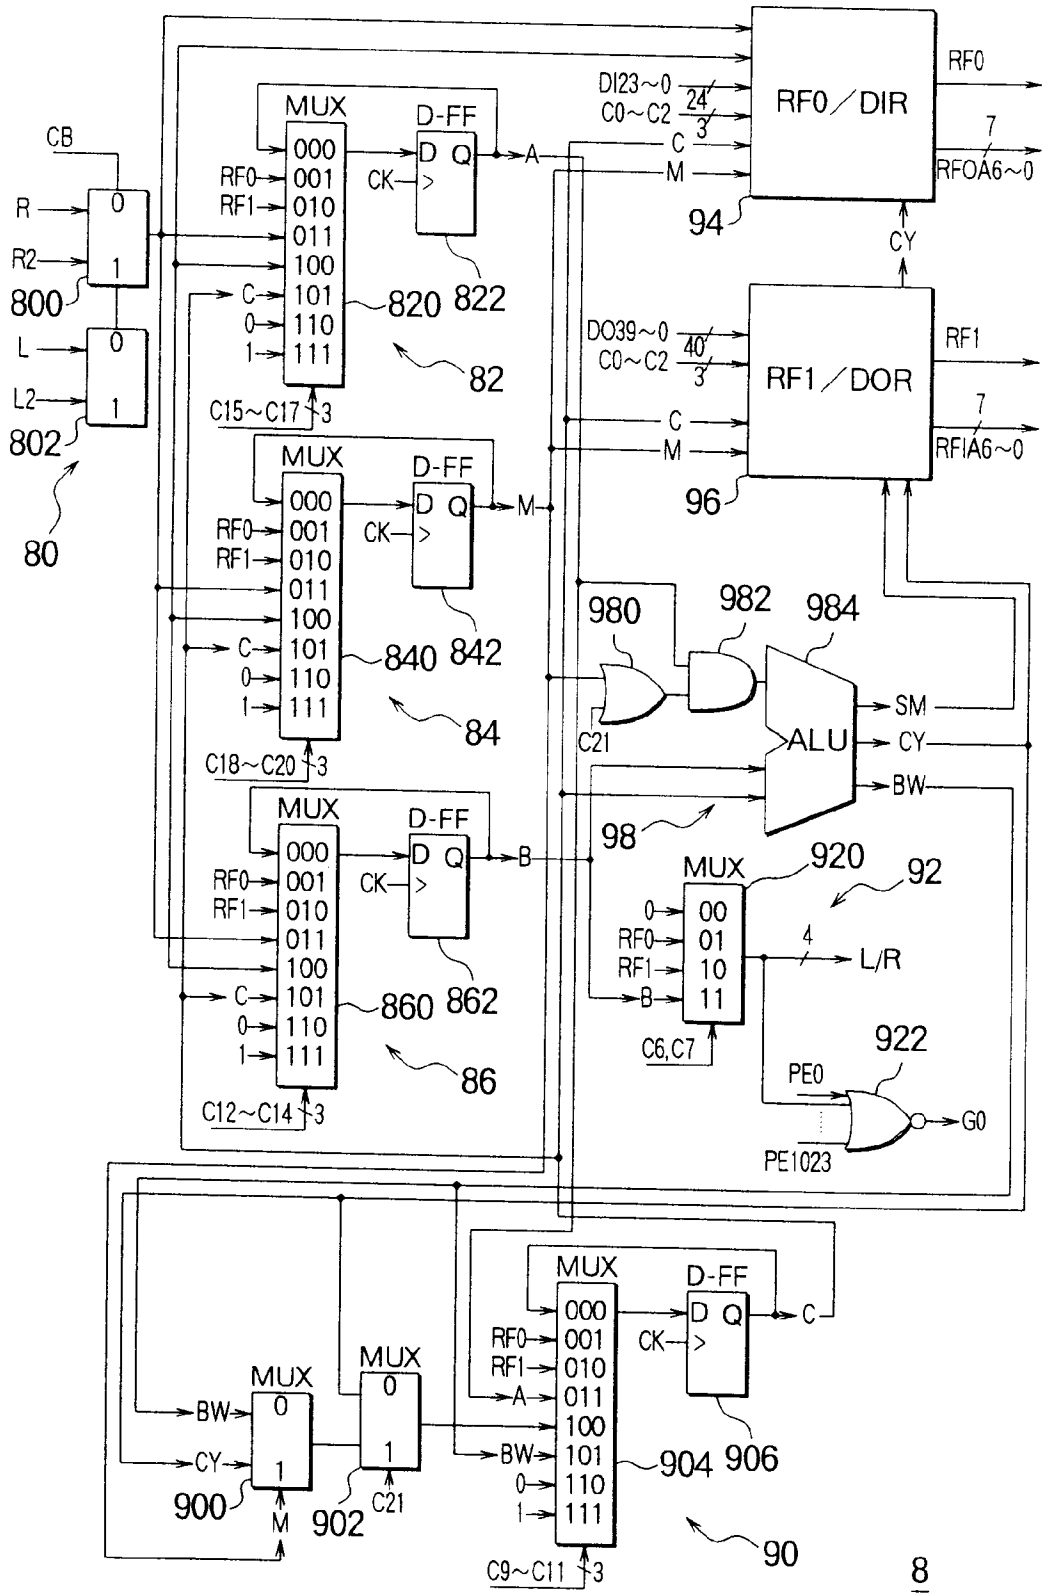 RF0/DIR
94
DI23~0
24
C0~C2
3
C
M
RF0
7
RF0A6~0
CY
CB
R
R2
0
1
800
L
L2
0
1
802
80
MUX
000
RF0
001
RF1
010
011
100
C
101
0
110
1
111
820
C15~C17
3
D-FF
D Q
CK
822
A
82
RF1/DOR
96
DO39~0
40
C0~C2
3
C
M
RF1
7
RF1A6~0
MUX
000
RF0
001
RF1
010
011
100
C
101
0
110
1
111
840
C18~C20
3
D-FF
D Q
CK
842
M
84
980
982
984
C21
ALU
SM
CY
BW
98
MUX
000
RF0
001
RF1
010
011
100
C
101
0
110
1
111
860
C12~C14
3
D-FF
D Q
CK
862
B
86
MUX
920
0
00
RF0
01
RF1
10
B
11
C6,C7
92
4
L/R
922
PE0
PE1023
G0
MUX
BW
0
CY
1
900
M
MUX
0
1
902
C21
MUX
000
RF0
001
RF1
010
A
011
100
BW
101
0
110
1
111
904
C9~C11
3
D-FF
D Q
CK
906
C
90
8